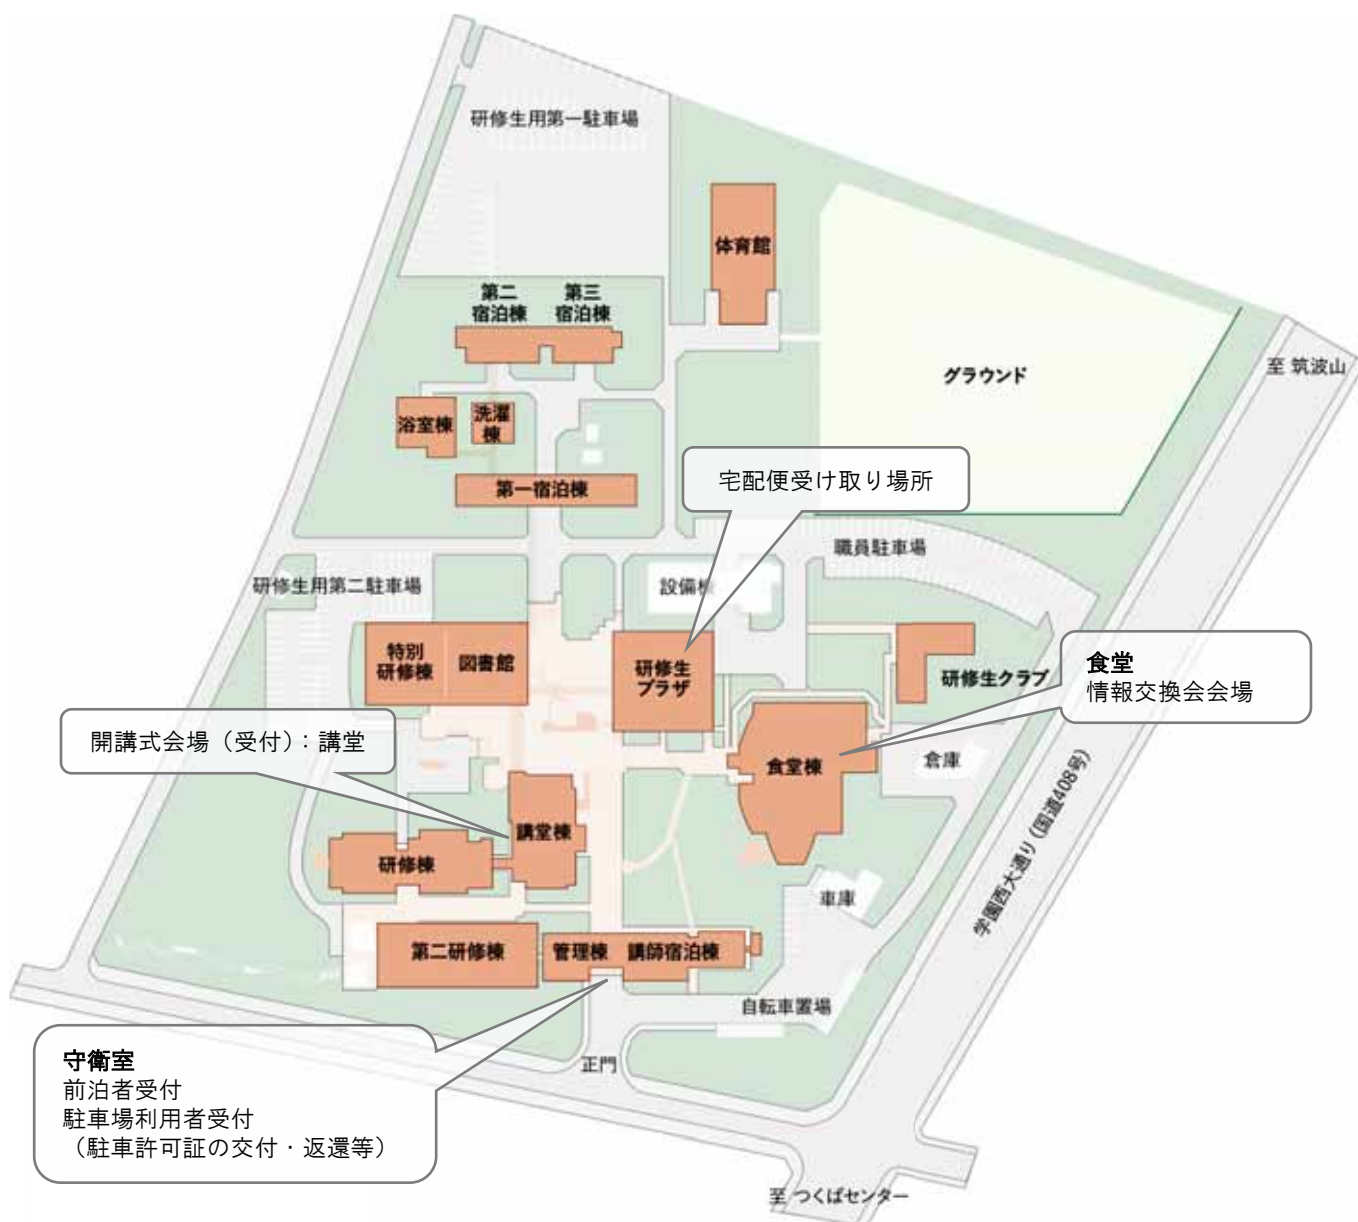 研修生用第一駐車場
体育館
第二
宿泊棟
第三
宿泊棟
グラウンド
至 筑波山
浴室棟
洗濯
棟
第一宿泊棟
宅配便受け取り場所
職員駐車場
研修生用第二駐車場
設備棟
特別
研修棟
図書館
研修生
プラザ
研修生クラブ
食堂
情報交換会会場
開講式会場（受付）：講堂
食堂棟
倉庫
学園西大通り（国道408号）
講堂棟
研修棟
車庫
第二研修棟
管理棟
講師宿泊棟
自転車置場
正門
守衛室
前泊者受付
駐車場利用者受付
（駐車許可証の交付・返還等）
至 つくばセンター